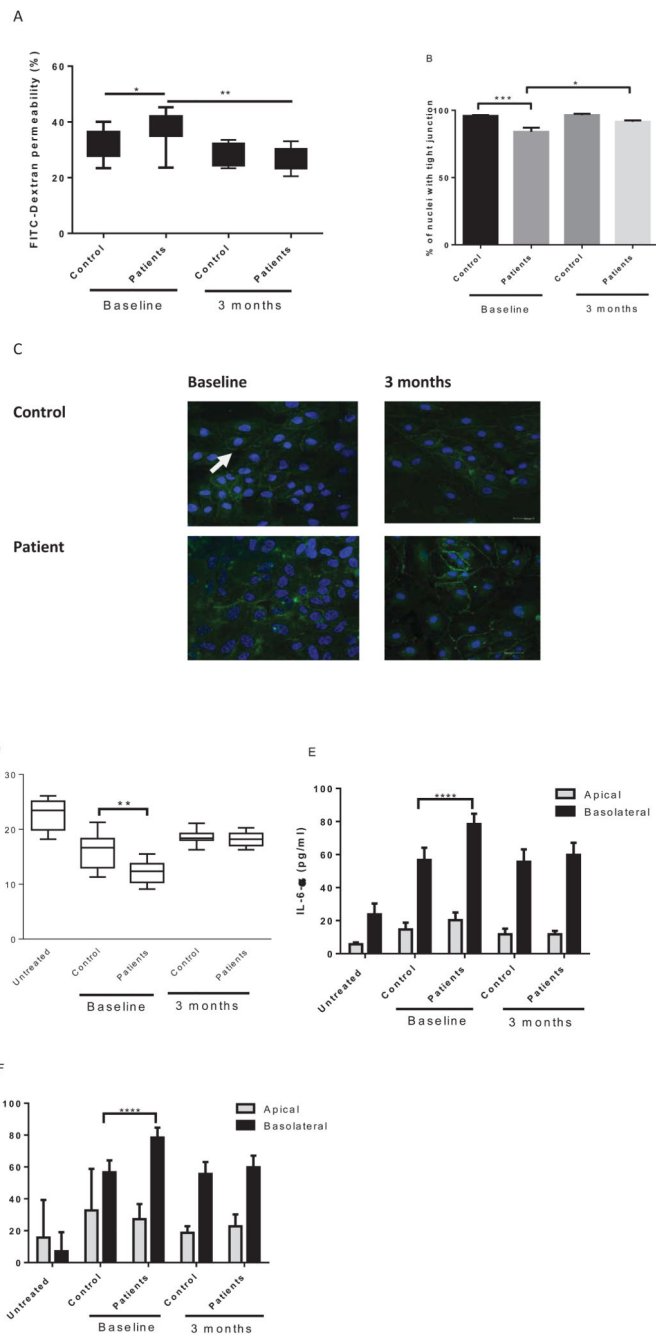 A
FITC-Dextran permeability (%)
60
40
20
0
*
**
Control
Patients
Control
Patients
Baseline
3 months
B
% of nuclei with tight junction
100
50
0
***
*
Control
Patients
Control
Patients
Baseline
3 months
C
Baseline
3 months
Control
Patient
30
20
10
0
**
Untreated
Control
Patients
Control
Patients
Baseline
3 months
E
Apical
Basolateral
(pg/ml)
100
80
60
40
20
0
****
Untreated
Control
Patients
Control
Patients
Baseline
3 months
Apical
Basolateral
100
80
60
40
20
0
****
Untreated
Control
Patients
Control
Patients
Baseline
3 months